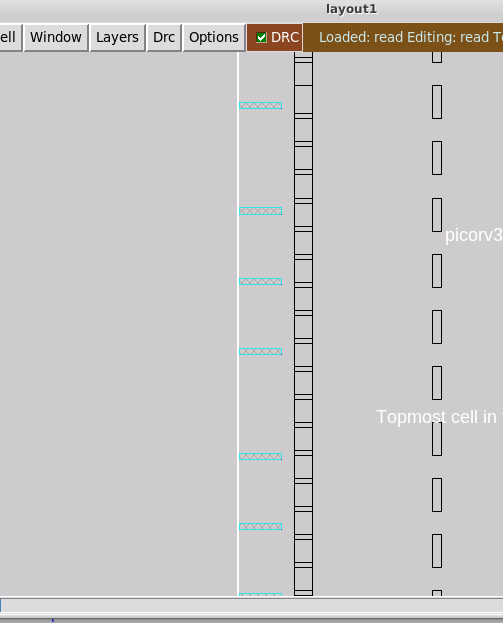 layout1
ell Window Layers Drc Options DRC Loaded: read Editing: read T
picorv3
Topmost cell in